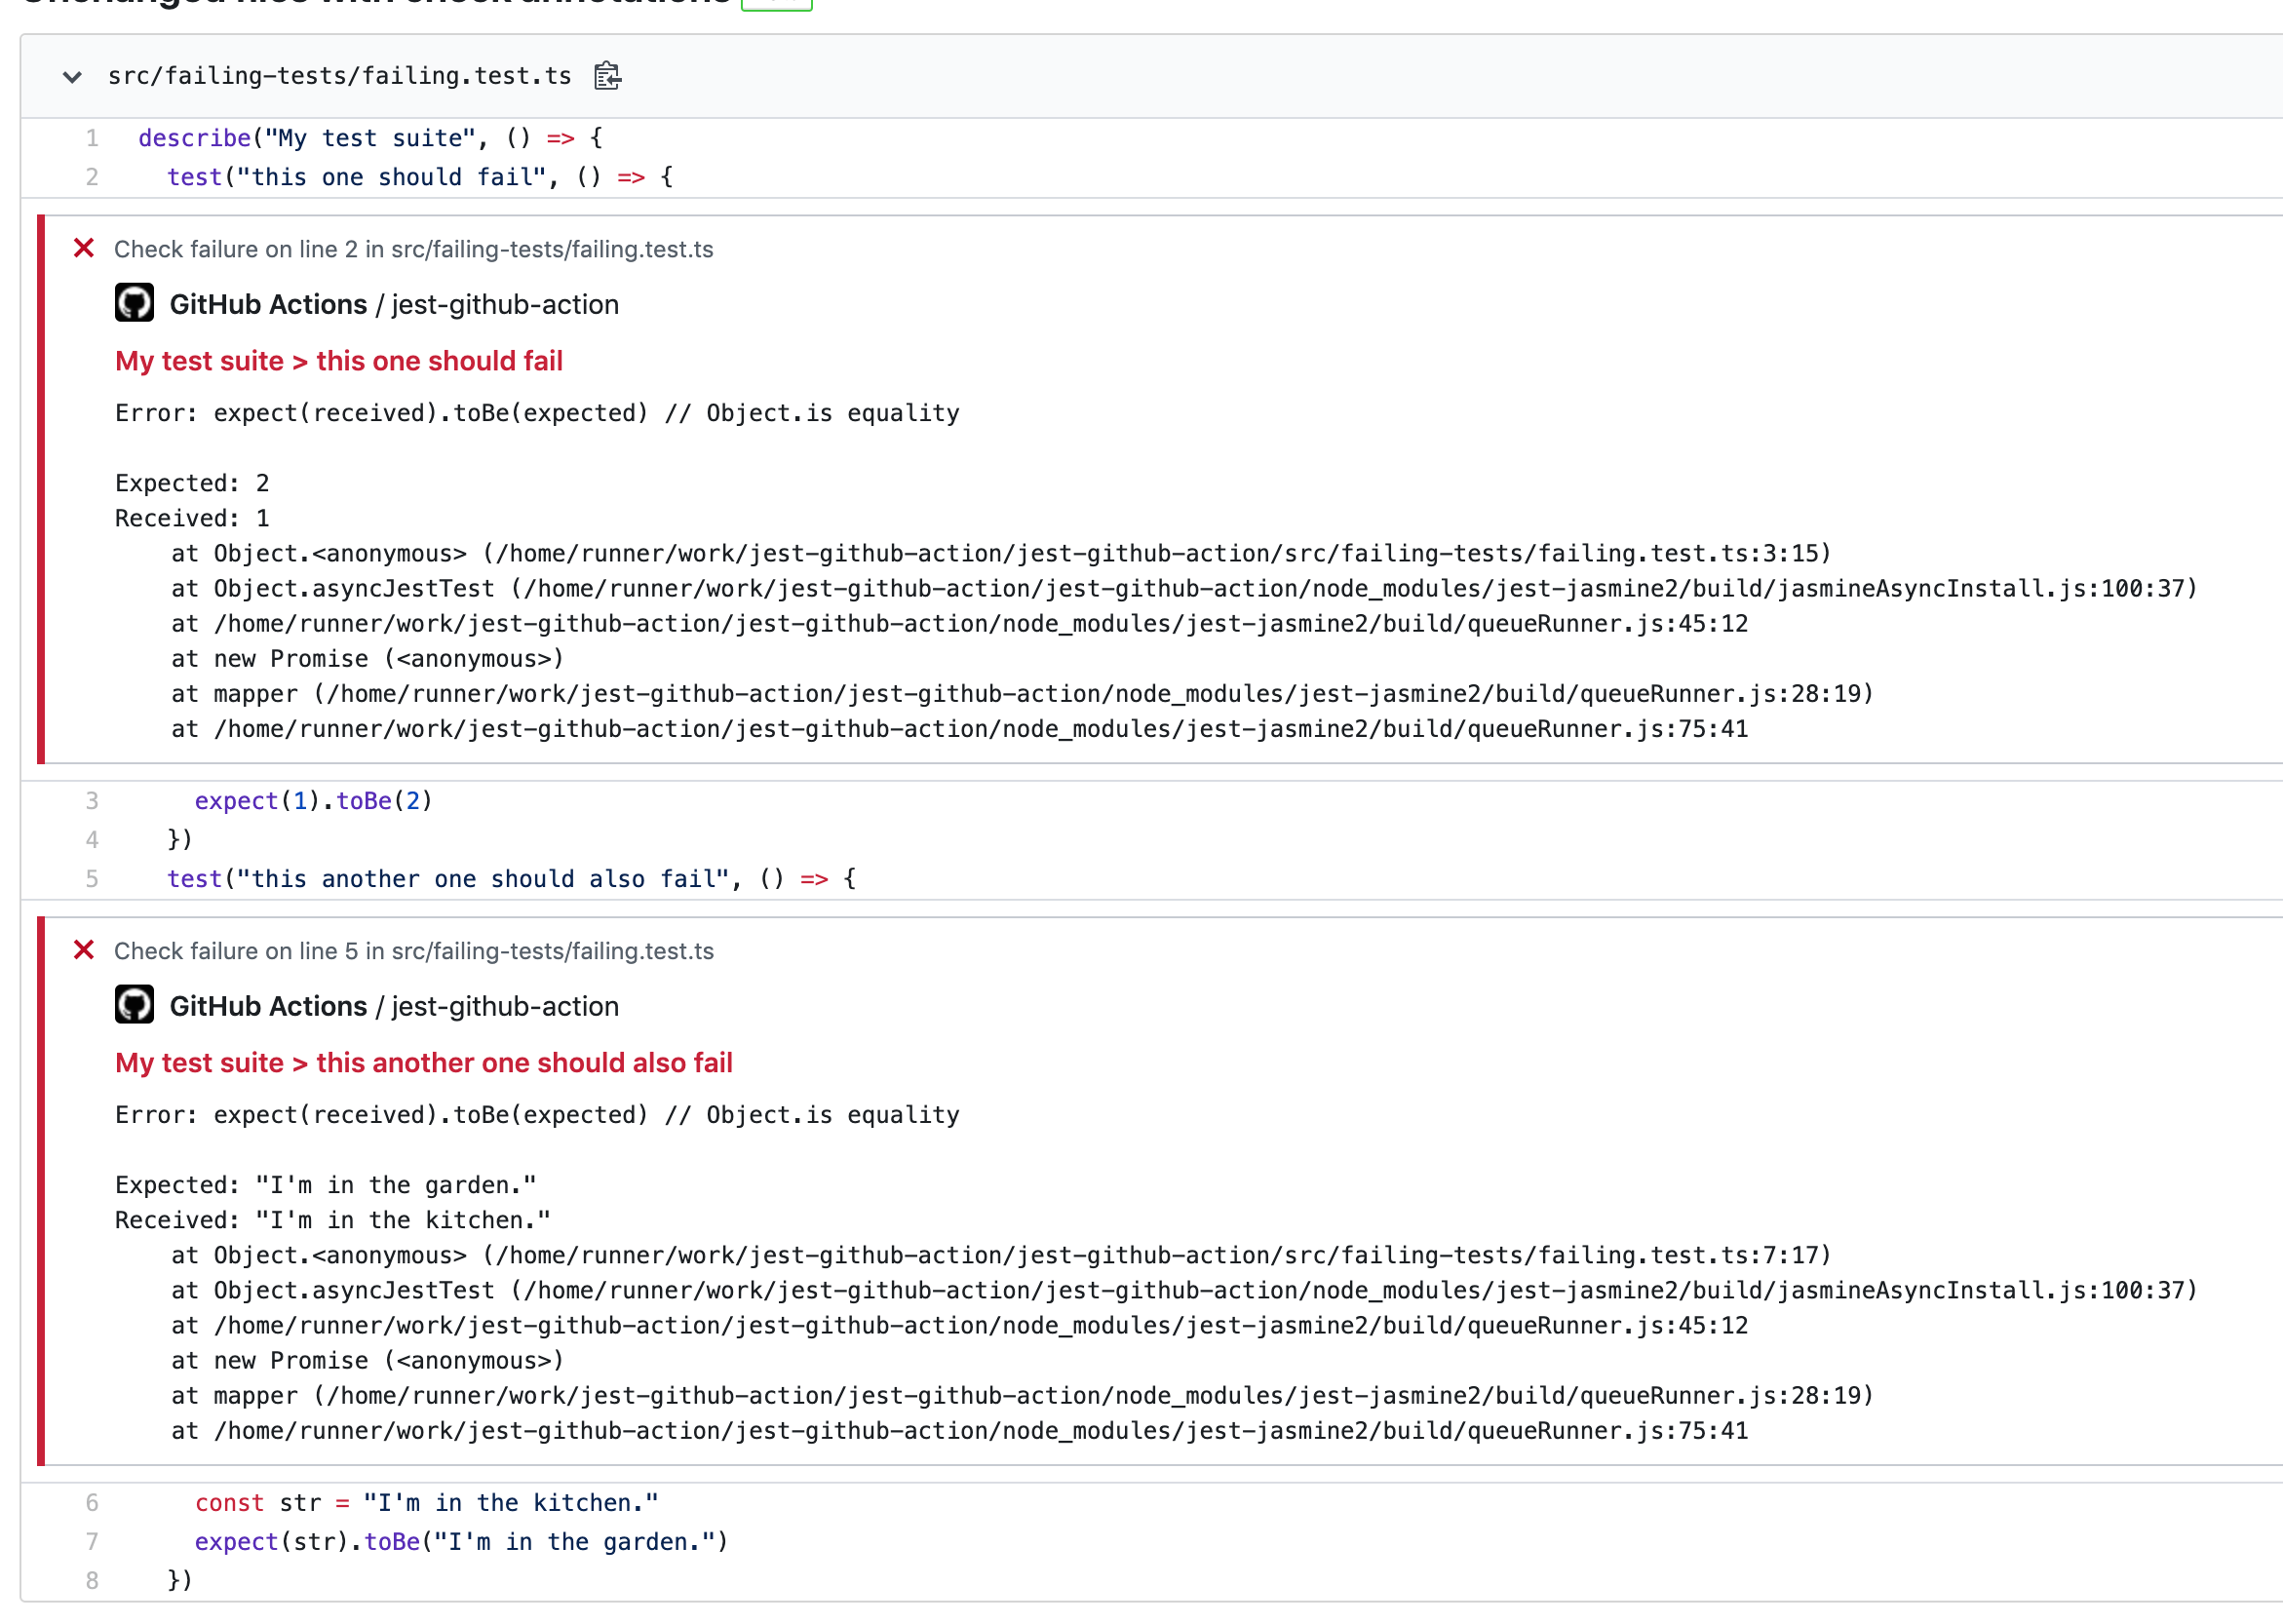 src/failing-tests/failing.test.ts
1 describe("My test suite", () => {
2 test("this one should fail", () => {
Check failure on line 2 in src/failing-tests/failing.test.ts
GitHub Actions / jest-github-action
My test suite > this one should fail
Error: expect(received).toBe(expected) // Object.is equality
Expected: 2
Received: 1
at Object.<anonymous> (/home/runner/work/jest-github-action/jest-github-action/src/failing-tests/failing.test.ts:3:15)
at Object.asyncJestTest (/home/runner/work/jest-github-action/jest-github-action/node_modules/jest-jasmine2/build/jasmineAsyncInstall.js:100:37)
at /home/runner/work/jest-github-action/jest-github-action/node_modules/jest-jasmine2/build/queueRunner.js:45:12
at new Promise (<anonymous>)
at mapper (/home/runner/work/jest-github-action/jest-github-action/node_modules/jest-jasmine2/build/queueRunner.js:28:19)
at /home/runner/work/jest-github-action/jest-github-action/node_modules/jest-jasmine2/build/queueRunner.js:75:41
3 expect(1).toBe(2)
4 })
5 test("this another one should also fail", () => {
Check failure on line 5 in src/failing-tests/failing.test.ts
GitHub Actions / jest-github-action
My test suite > this another one should also fail
Error: expect(received).toBe(expected) // Object.is equality
Expected: "I'm in the garden."
Received: "I'm in the kitchen."
at Object.<anonymous> (/home/runner/work/jest-github-action/jest-github-action/src/failing-tests/failing.test.ts:7:17)
at Object.asyncJestTest (/home/runner/work/jest-github-action/jest-github-action/node_modules/jest-jasmine2/build/jasmineAsyncInstall.js:100:37)
at /home/runner/work/jest-github-action/jest-github-action/node_modules/jest-jasmine2/build/queueRunner.js:45:12
at new Promise (<anonymous>)
at mapper (/home/runner/work/jest-github-action/jest-github-action/node_modules/jest-jasmine2/build/queueRunner.js:28:19)
at /home/runner/work/jest-github-action/jest-github-action/node_modules/jest-jasmine2/build/queueRunner.js:75:41
6 const str = "I'm in the kitchen."
7 expect(str).toBe("I'm in the garden.")
8 })